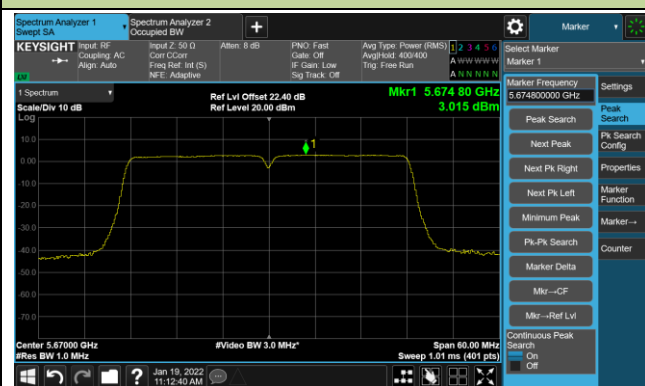 Spectrum Analyzer 1
Swept SA
Spectrum Analyzer 2
Occupied BW
+
Marker
KEYSIGHT
Input: RF
Coupling: AC
Align: Auto
Input Z: 50 Ω
Corr CCorr
Freq Ref: Int (S)
NFE: Adaptive
Atten: 8 dB
PNO: Fast
Gate: Off
IF Gain: Low
Sig Track: Off
Avg Type: Power (RMS)
Avg|Hold: 400/400
Trig: Free Run
1 2 3 4 5 6
A W W W W W
A N N N N N
Select Marker
Marker 1
LXI
1 Spectrum
Scale/Div 10 dB
Log
Ref Lvl Offset 22.40 dB
Ref Level 20.00 dBm
Mkr1 5.674 80 GHz
3.015 dBm
1
10.0
0.00
-10.0
-20.0
-30.0
-40.0
-50.0
-60.0
-70.0
Center 5.67000 GHz
#Res BW 1.0 MHz
#Video BW 3.0 MHz*
Span 60.00 MHz
Sweep 1.01 ms (401 pts)
Marker Frequency
5.674800000 GHz
Peak Search
Next Peak
Next Pk Right
Next Pk Left
Minimum Peak
Pk-Pk Search
Marker Delta
Mkr→CF
Mkr→Ref Lvl
Continuous Peak
Search
On
Off
Settings
Peak
Search
Pk Search
Config
Properties
Marker
Function
Marker→
Counter
?
Jan 19, 2022
11:12:40 AM